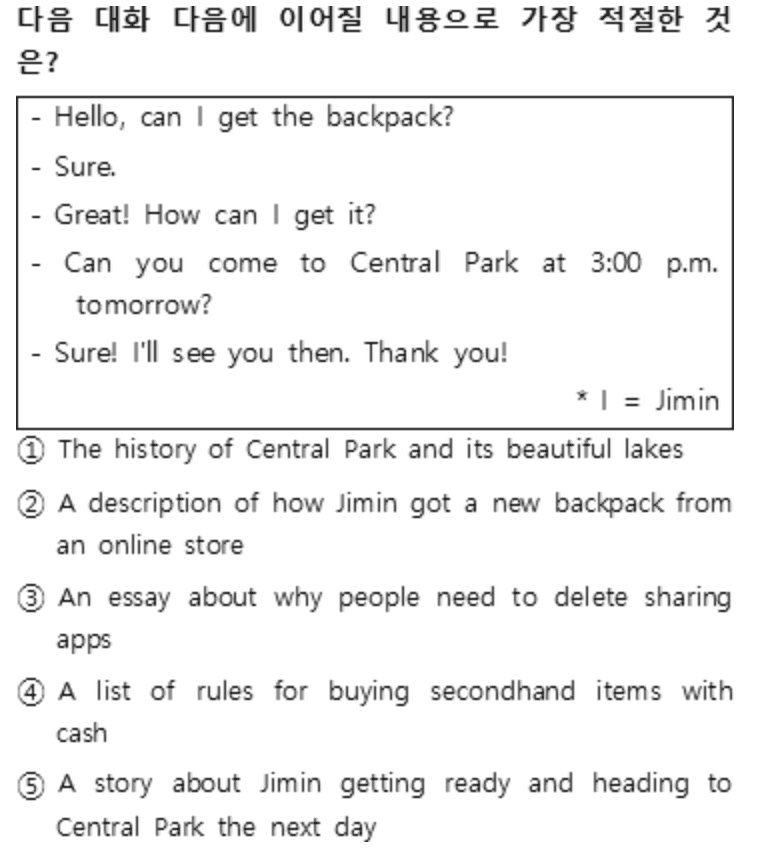 다음 대화 다음에 이어질 내용으로 가장 적절한 것
은?
- Hello, can I get the backpack?
- Sure.
- Great! How can I get it?
- Can you come to Central Park at 3:00 p.m.
tomorrow?
- Sure! I'll see you then. Thank you!
* I = Jimin
① The history of Central Park and its beautiful lakes
② A description of how Jimin got a new backpack from
an online store
③ An essay about why people need to delete sharing
apps
④ A list of rules for buying secondhand items with
cash
⑤ A story about Jimin getting ready and heading to
Central Park the next day